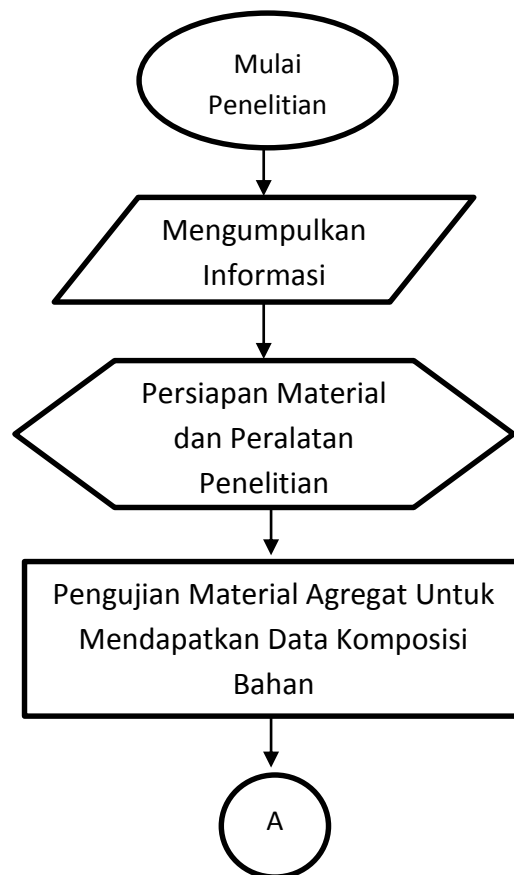 Mulai
Penelitian
Mengumpulkan
Informasi
Persiapan Material
dan Peralatan
Penelitian
Pengujian Material Agregat Untuk
Mendapatkan Data Komposisi
Bahan
A